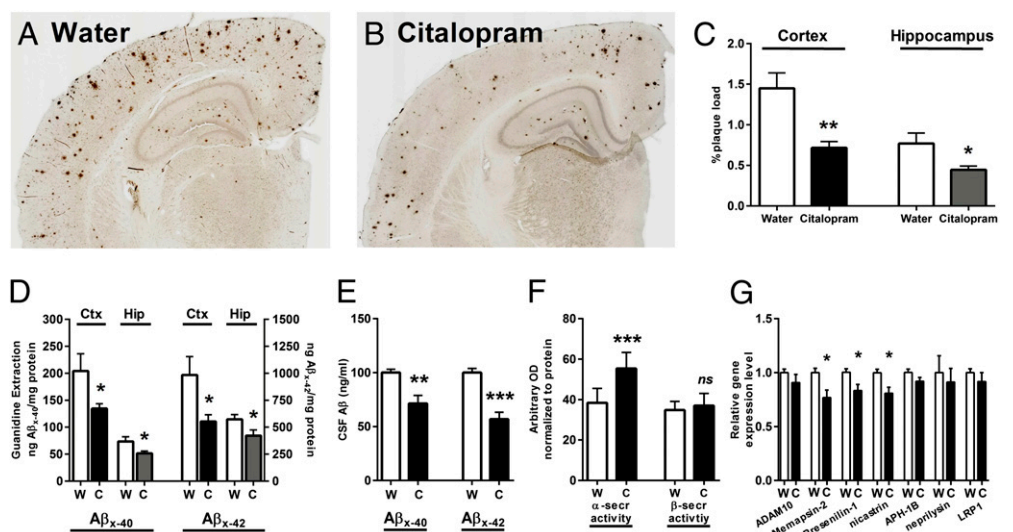 A Water
B Citalopram
C
Cortex
Hippocampus
% plaque load
2.0
1.5
1.0
0.5
0.0
**
*
Water
Citalopram
Water
Citalopram
D
Guanidine Extraction
ng Aβx-40/mg protein
300
250
200
150
100
50
0
Ctx
Hip
Ctx
Hip
*
*
*
*
1500
1250
1000
750
500
250
0
ng Aβx-42/mg protein
W C W C W C W C
Aβx-40
Aβx-42
E
CSF Aβ (ng/ml)
150
100
50
0
**
***
W C W C
Aβx-40
Aβx-42
F
Arbitrary OD
normalized to protein
80
60
40
20
0
***
ns
W C W C
α-secr
activtiy
β-secr
activtiy
G
Relative gene
expression level
1.5
1.0
0.5
0.0
*
*
*
W C W C W C W C W C W C W C
ADAM10
Memapsin-2
nicastrin
APH-1B
LRP1